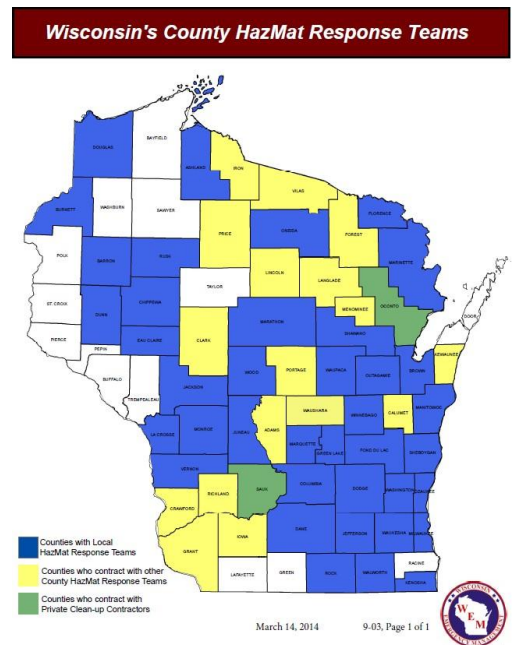 Wisconsin's County HazMat Response Teams
BAYFIELD
DOUGLAS
ASHLAND
IRON
VILAS
BURNETT
WASHBURN
SAWYER
FLORENCE
PRICE
ONEIDA
FOREST
MARINETTE
POLK
BARRON
RUSK
TAYLOR
LINCOLN
LANGLADE
OCONTO
ST. CROIX
DUNN
CHIPPEWA
MENOMINEE
DOOR
PIERCE
PEPIN
EAU CLAIRE
CLARK
MARATHON
SHAWANO
KEWAUNEE
BUFFALO
TREMPEALEAU
JACKSON
WOOD
PORTAGE
WAUPACA
OUTAGAMIE
BROWN
LA CROSSE
MONROE
JUNEAU
ADAMS
WAUSHARA
WINNEBAGO
CALUMET
MANITOWOC
MARQUETTE
GREEN LAKE
FOND DU LAC
SHEBOYGAN
VERNON
RICHLAND
SAUK
COLUMBIA
DODGE
WASHINGTON
OZAUKEE
CRAWFORD
IOWA
DANE
JEFFERSON
WAUKESHA
MILWAUKEE
GRANT
LAFAYETTE
GREEN
ROCK
WALWORTH
RACINE
KENOSHA
Counties with Local
HazMat Response Teams
Counties who contract with other
County HazMat Response Teams
Counties who contract with
Private Clean-up Contractors
March 14, 2014
9-03, Page 1 of 1
WISCONSIN
WEM
EMERGENCY MANAGEMENT